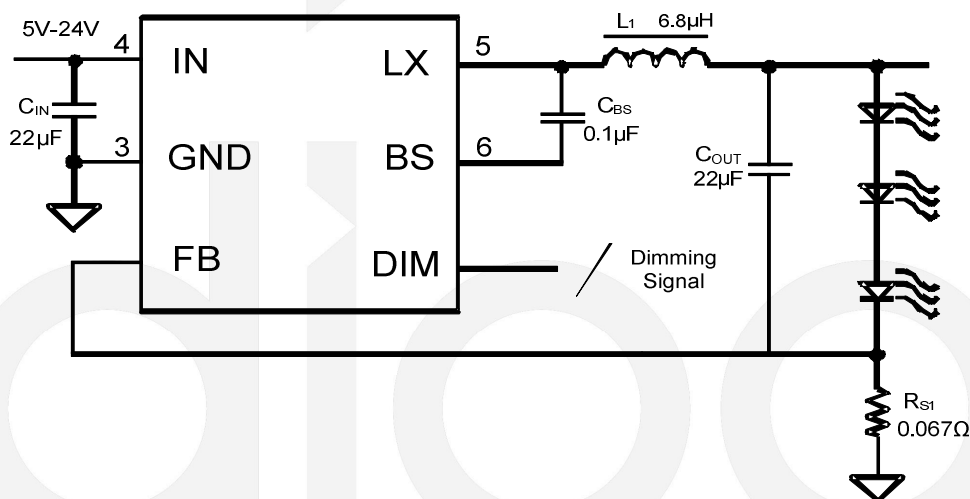 5V-24V
4
IN
LX
5
L1 6.8µH
CIN
22µF
CBS
0.1µF
3
GND
BS
6
COUT
22µF
FB
DIM
Dimming
Signal
RS1
0.067Ω